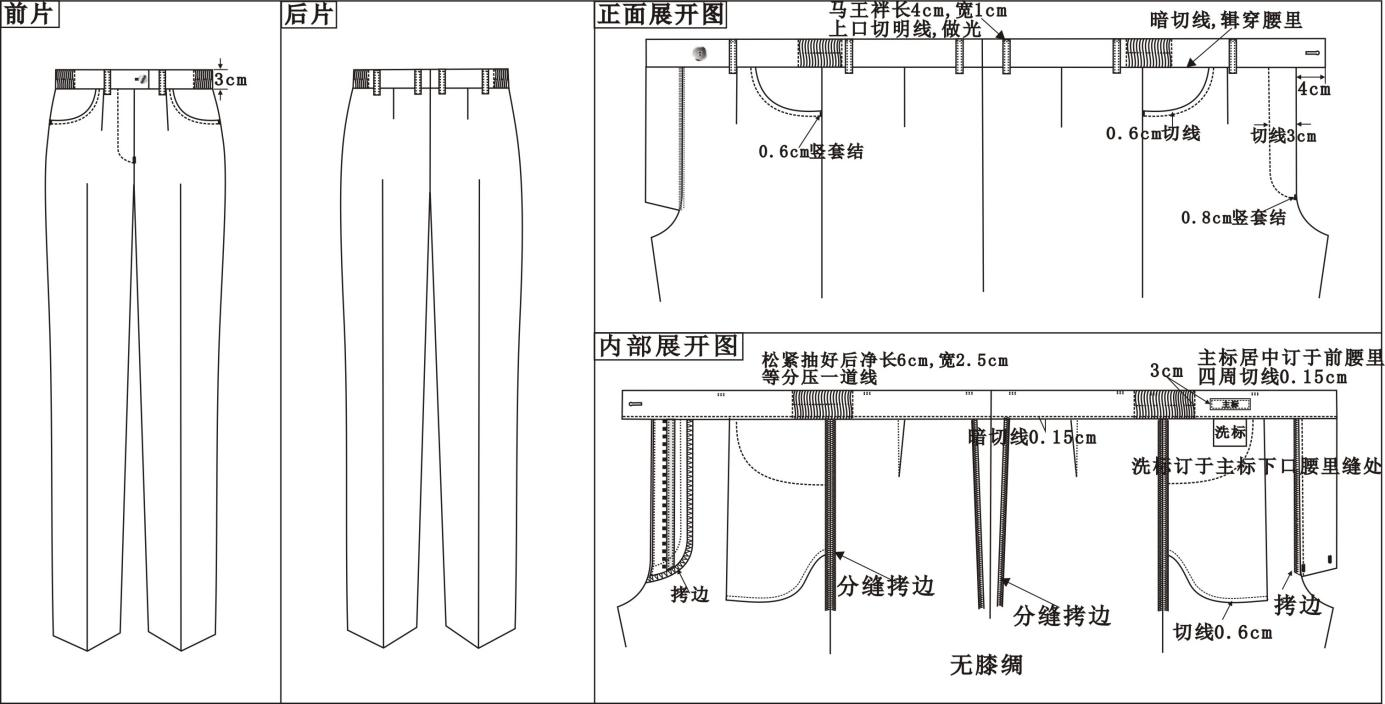 前片
3cm
后片
正面展开图
马王袢长4cm,宽1cm
上口切明线,做光
暗切线,辑穿腰里
4cm
0.6cm竖套结
0.6cm切线
切线3cm
0.8cm竖套结
内部展开图
松紧抽好后净长6cm,宽2.5cm
等分压一道线
3cm
主标居中订于前腰里
四周切线0.15cm
主标
洗标
暗切线0.15cm
洗标订于主标下口腰里缝处
拷边
分缝拷边
分缝拷边
拷边
切线0.6cm
无膝绸